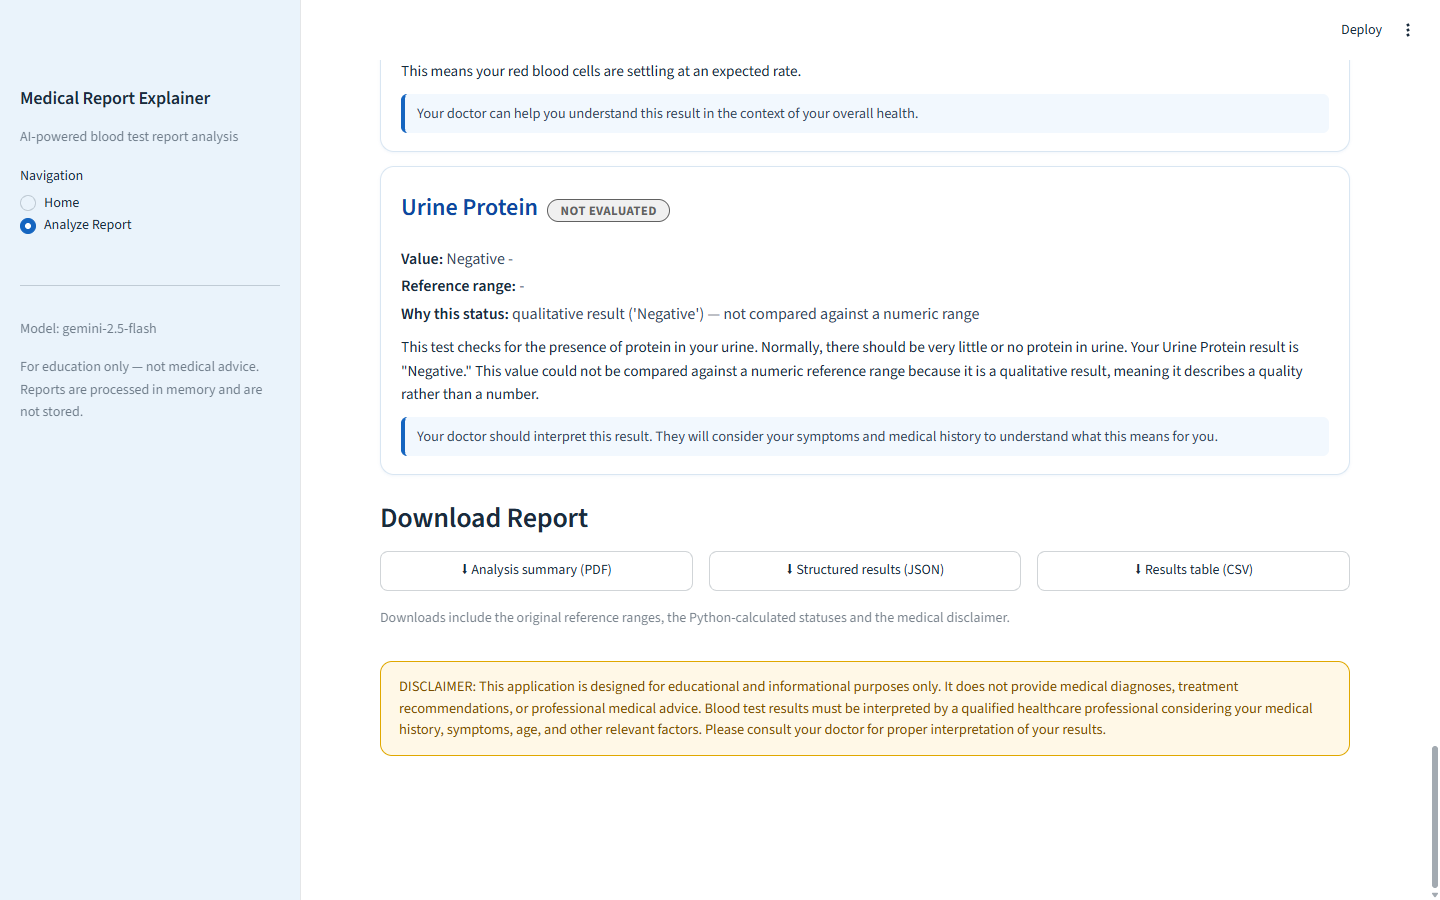 Deploy
Medical Report Explainer
AI-powered blood test report analysis
Navigation
Home
Analyze Report
Model: gemini-2.5-flash
For education only — not medical advice.
Reports are processed in memory and are
not stored.
This means your red blood cells are settling at an expected rate.
Your doctor can help you understand this result in the context of your overall health.
Urine Protein NOT EVALUATED
Value: Negative -
Reference range: -
Why this status: qualitative result ('Negative') — not compared against a numeric range
This test checks for the presence of protein in your urine. Normally, there should be very little or no protein in urine. Your Urine Protein result is
"Negative." This value could not be compared against a numeric reference range because it is a qualitative result, meaning it describes a quality
rather than a number.
Your doctor should interpret this result. They will consider your symptoms and medical history to understand what this means for you.
Download Report
⬇ Analysis summary (PDF)
⬇ Structured results (JSON)
⬇ Results table (CSV)
Downloads include the original reference ranges, the Python-calculated statuses and the medical disclaimer.
DISCLAIMER: This application is designed for educational and informational purposes only. It does not provide medical diagnoses, treatment
recommendations, or professional medical advice. Blood test results must be interpreted by a qualified healthcare professional considering your medical
history, symptoms, age, and other relevant factors. Please consult your doctor for proper interpretation of your results.